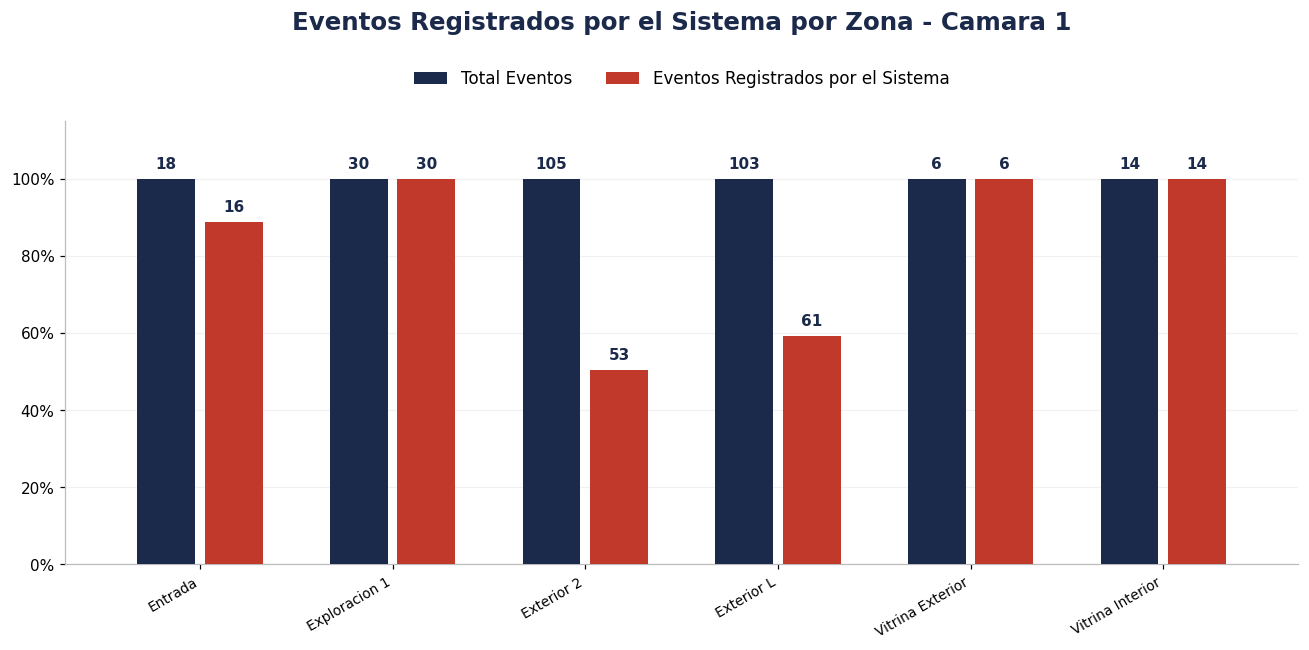 Eventos Registrados por el Sistema por Zona - Camara 1
Total Eventos
Eventos Registrados por el Sistema
18
30
30
105
103
6
6
14
14
100%
16
80%
61
60%
53
40%
20%
0%
Entrada
Exploracion 1
Exterior 2
Exterior L
Vitrina Exterior
Vitrina Interior